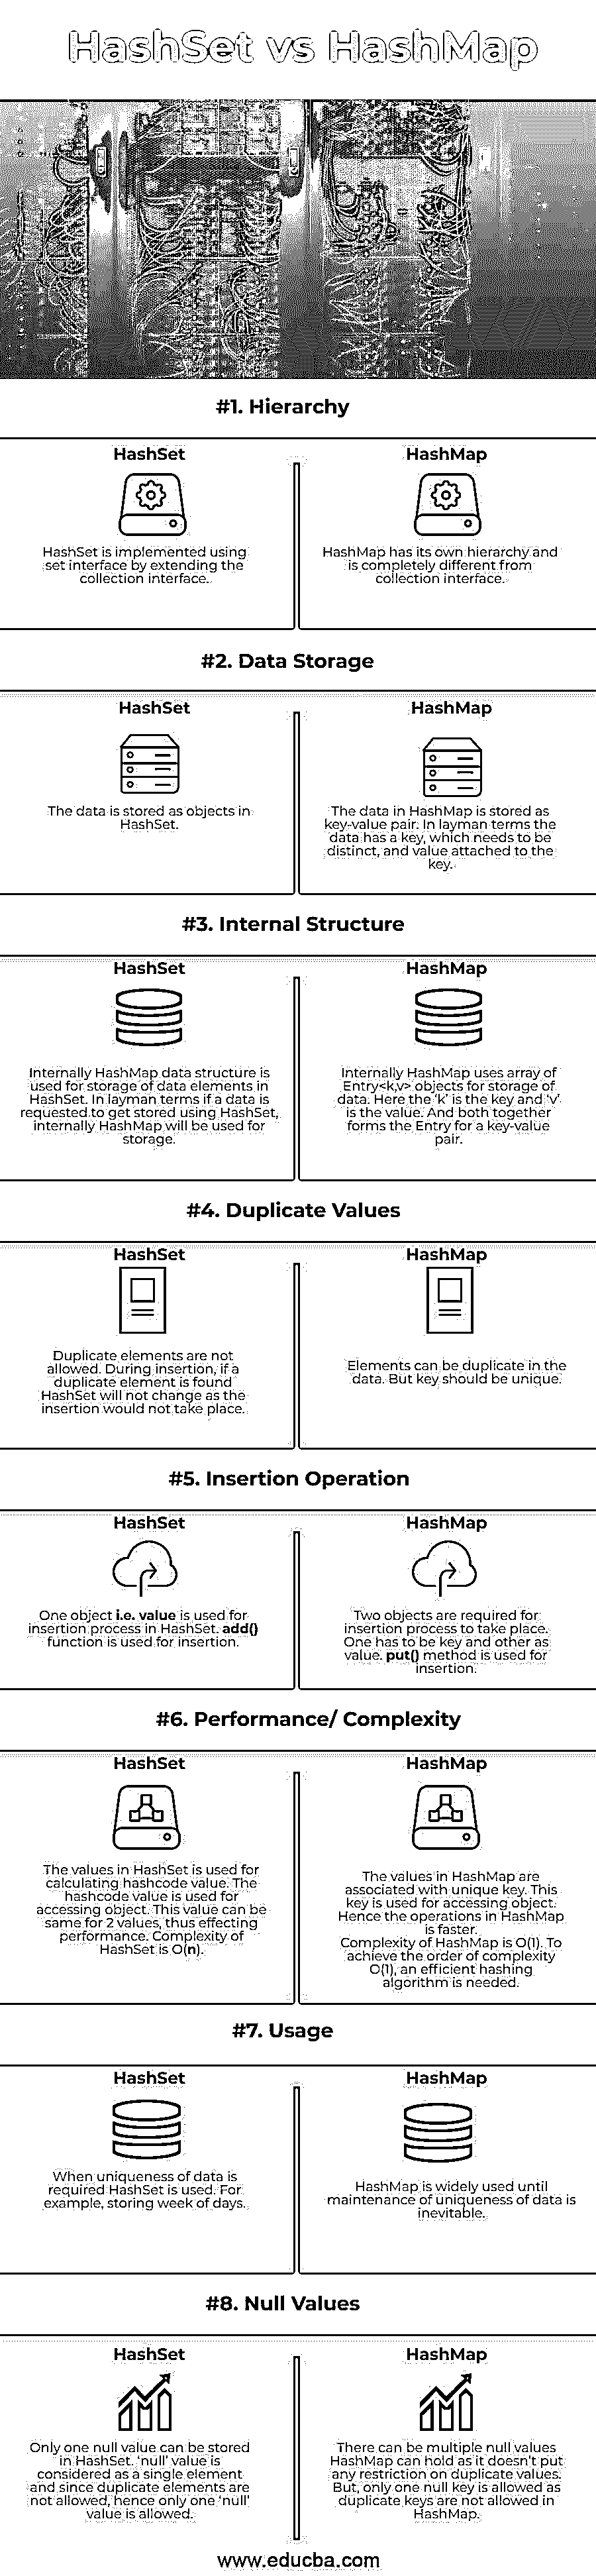 HashSet vs HashMap
#1. Hierarchy
HashSet
HashSet is implemented using
set interface by extending the
collection interface.
HashMap
HashMap has its own hierarchy and
is completely different from
collection interface.
#2. Data Storage
HashSet
The data is stored as objects in
HashSet.
HashMap
The data in HashMap is stored as
key-value pair. In layman terms the
data has a key, which needs to be
distinct, and value attached to the
key.
#3. Internal Structure
HashSet
Internally HashMap data structure is
used for storage of data elements in
HashSet. In layman terms if a data is
requested to get stored using HashSet,
internally HashMap will be used for
storage.
HashMap
Internally HashMap uses array of
Entry<k,v> objects for storage of
data. Here the 'k' is the key and 'v'
is the value. And both together
forms the Entry for a key-value
pair.
#4. Duplicate Values
HashSet
Duplicate elements are not
allowed. During insertion, if a
duplicate element is found
HashSet will not change as the
insertion would not take place.
HashMap
Elements can be duplicate in the
data. But key should be unique.
#5. Insertion Operation
HashSet
One object i.e. value is used for
insertion process in HashSet. add()
function is used for insertion.
HashMap
Two objects are required for
insertion process to take place.
One has to be key and other as
value. put() method is used for
insertion.
#6. Performance/ Complexity
HashSet
The values in HashSet is used for
calculating hashcode value. The
hashcode value is used for
accessing object. This value can be
same for 2 values, thus effecting
performance. Complexity of
HashSet is O(n).
HashMap
The values in HashMap are
associated with unique key. This
key is used for accessing object.
Hence the operations in HashMap
is faster.
Complexity of HashMap is O(1). To
achieve the order of complexity
O(1), an efficient hashing
algorithm is needed.
#7. Usage
HashSet
When uniqueness of data is
required HashSet is used. For
example, storing week of days.
HashMap
HashMap is widely used until
maintenance of uniqueness of data is
inevitable.
#8. Null Values
HashSet
Only one null value can be stored
in HashSet. 'null' value is
considered as a single element
and since duplicate elements are
not allowed, hence only one 'null'
value is allowed.
HashMap
There can be multiple null values
HashMap can hold as it doesn't put
any restriction on duplicate values.
But, only one null key is allowed as
duplicate keys are not allowed in
HashMap.
www.educba.com